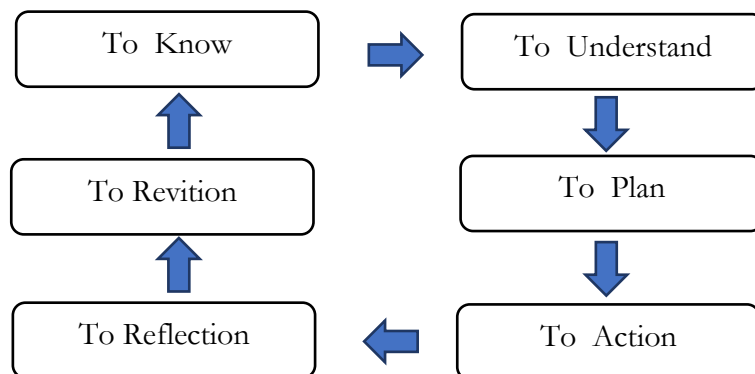 To Know
To Understand
To Revition
To Plan
To Reflection
To Action